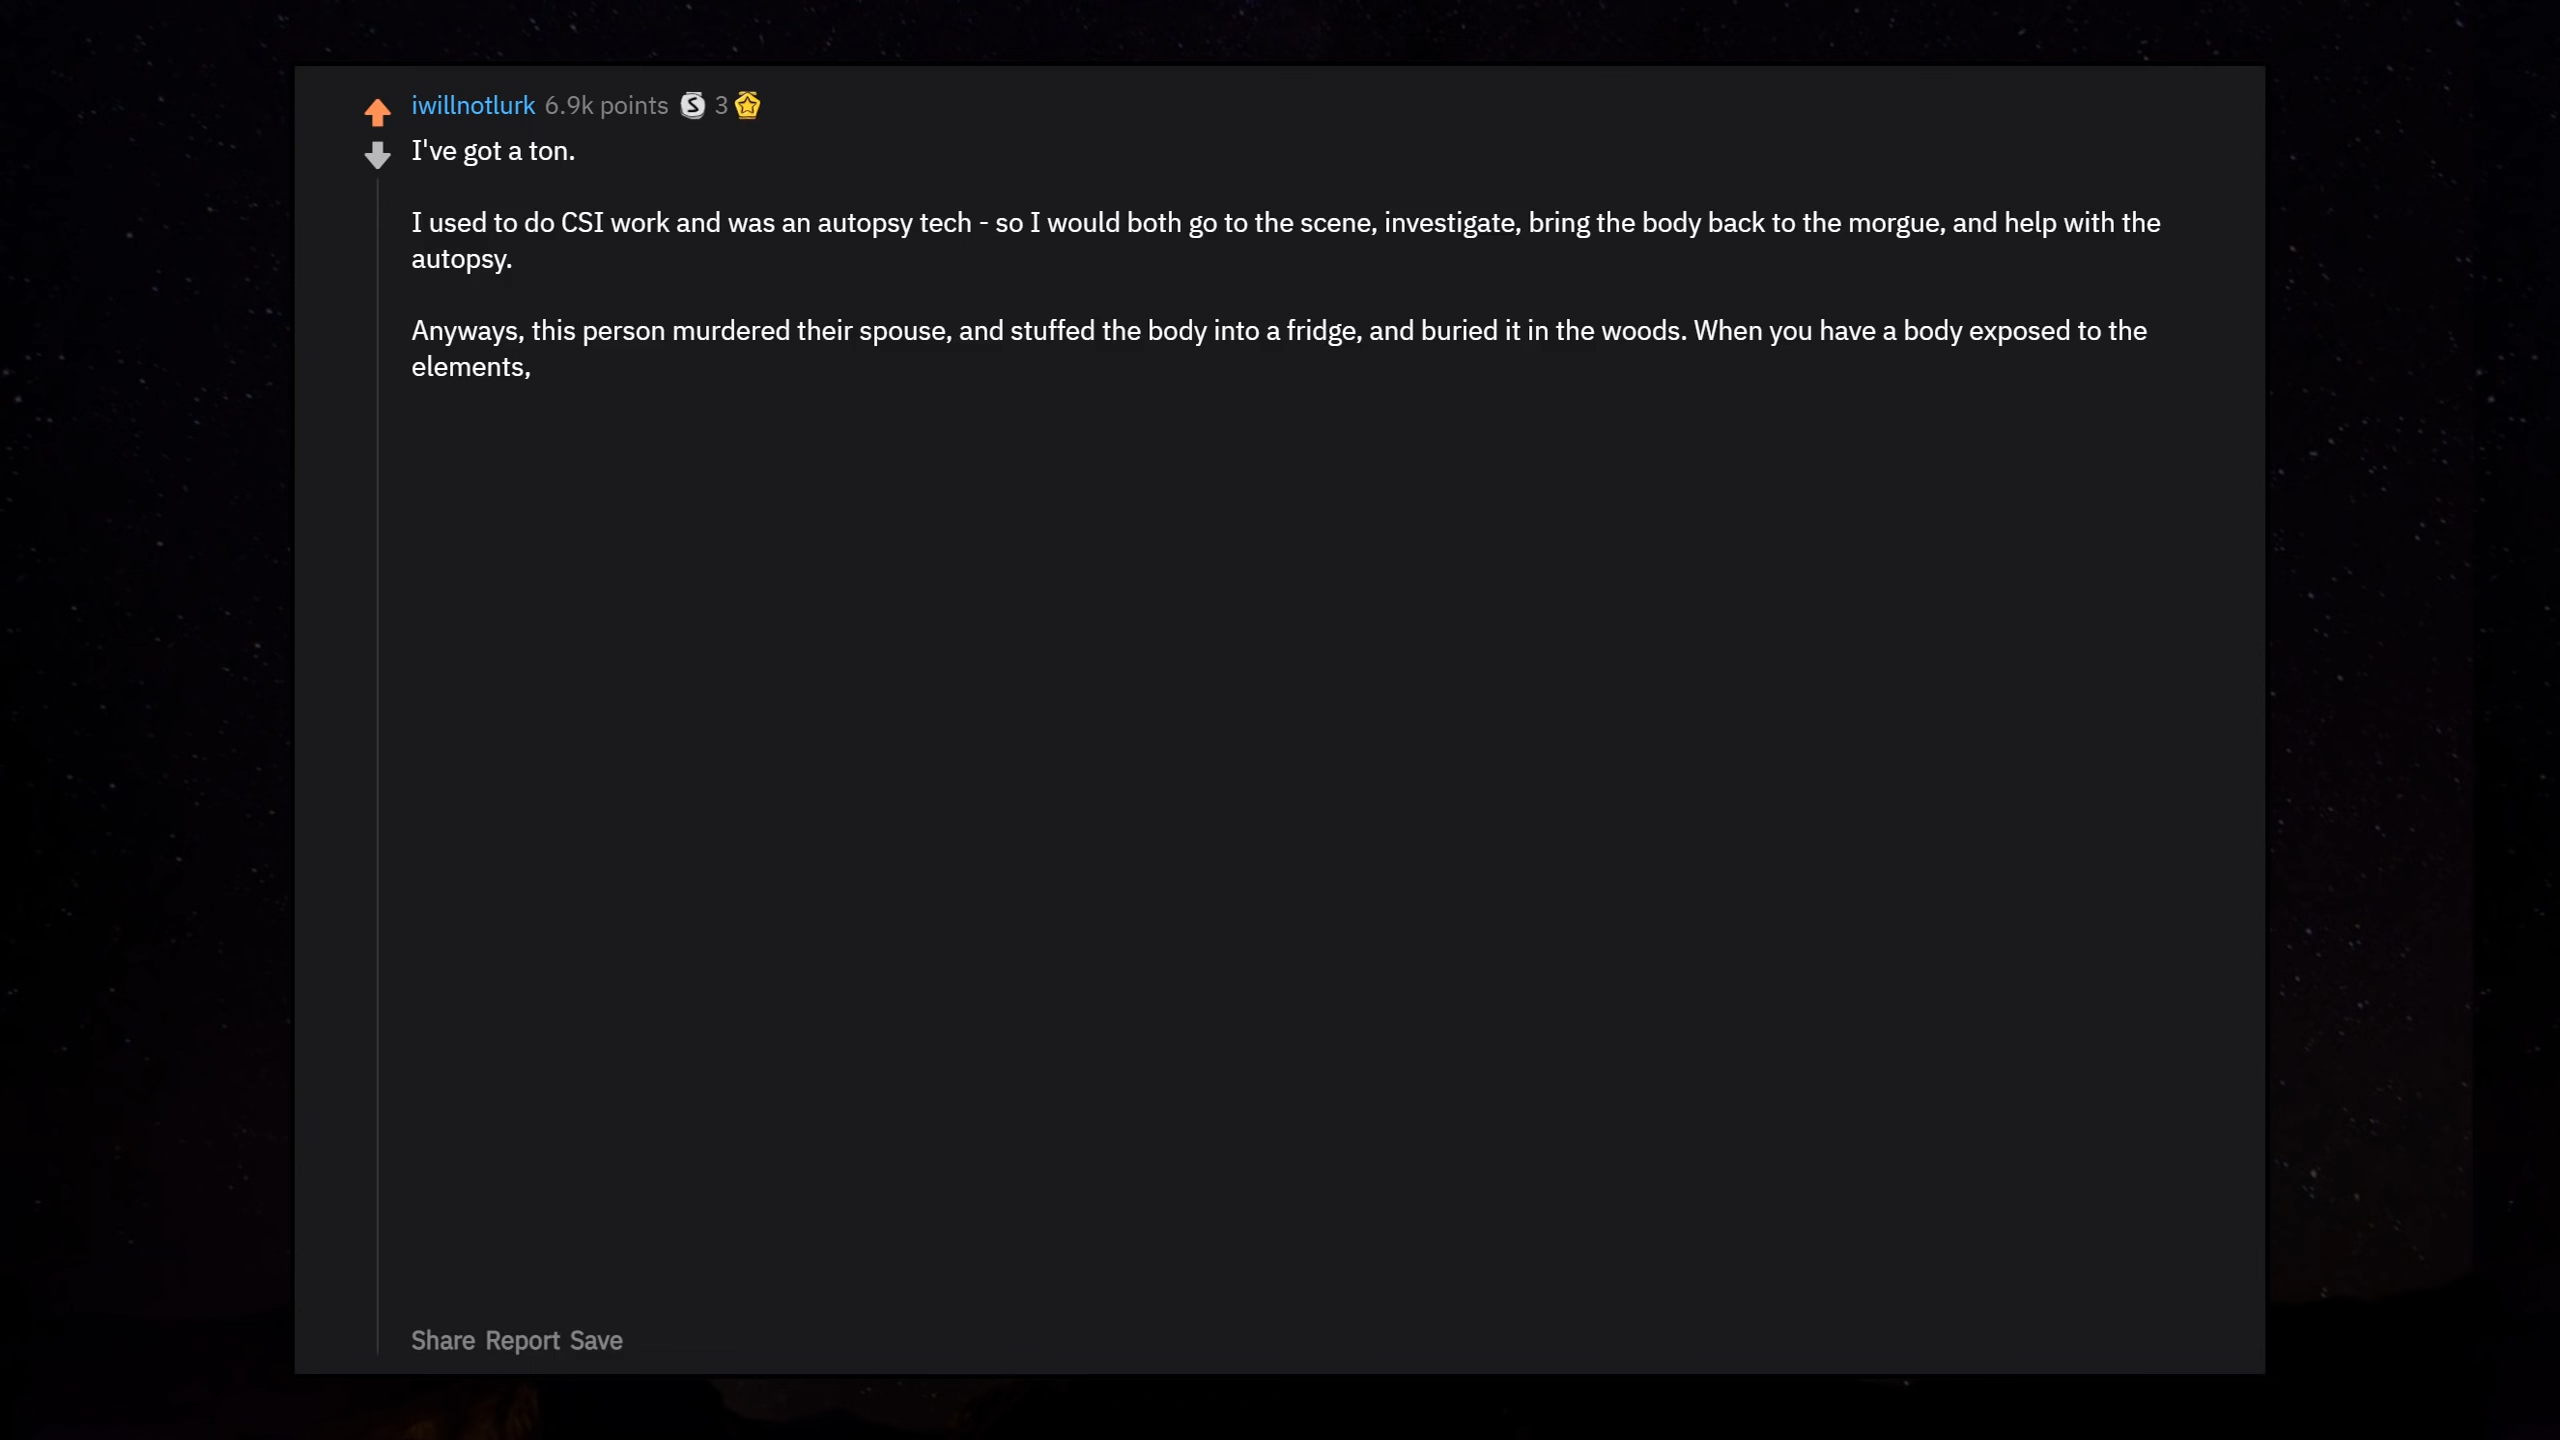 iwillnotlurk 6.9k points S 3
I've got a ton.
I used to do CSI work and was an autopsy tech - so I would both go to the scene, investigate, bring the body back to the morgue, and help with the
autopsy.
Anyways, this person murdered their spouse, and stuffed the body into a fridge, and buried it in the woods. When you have a body exposed to the
elements,
Share Report Save